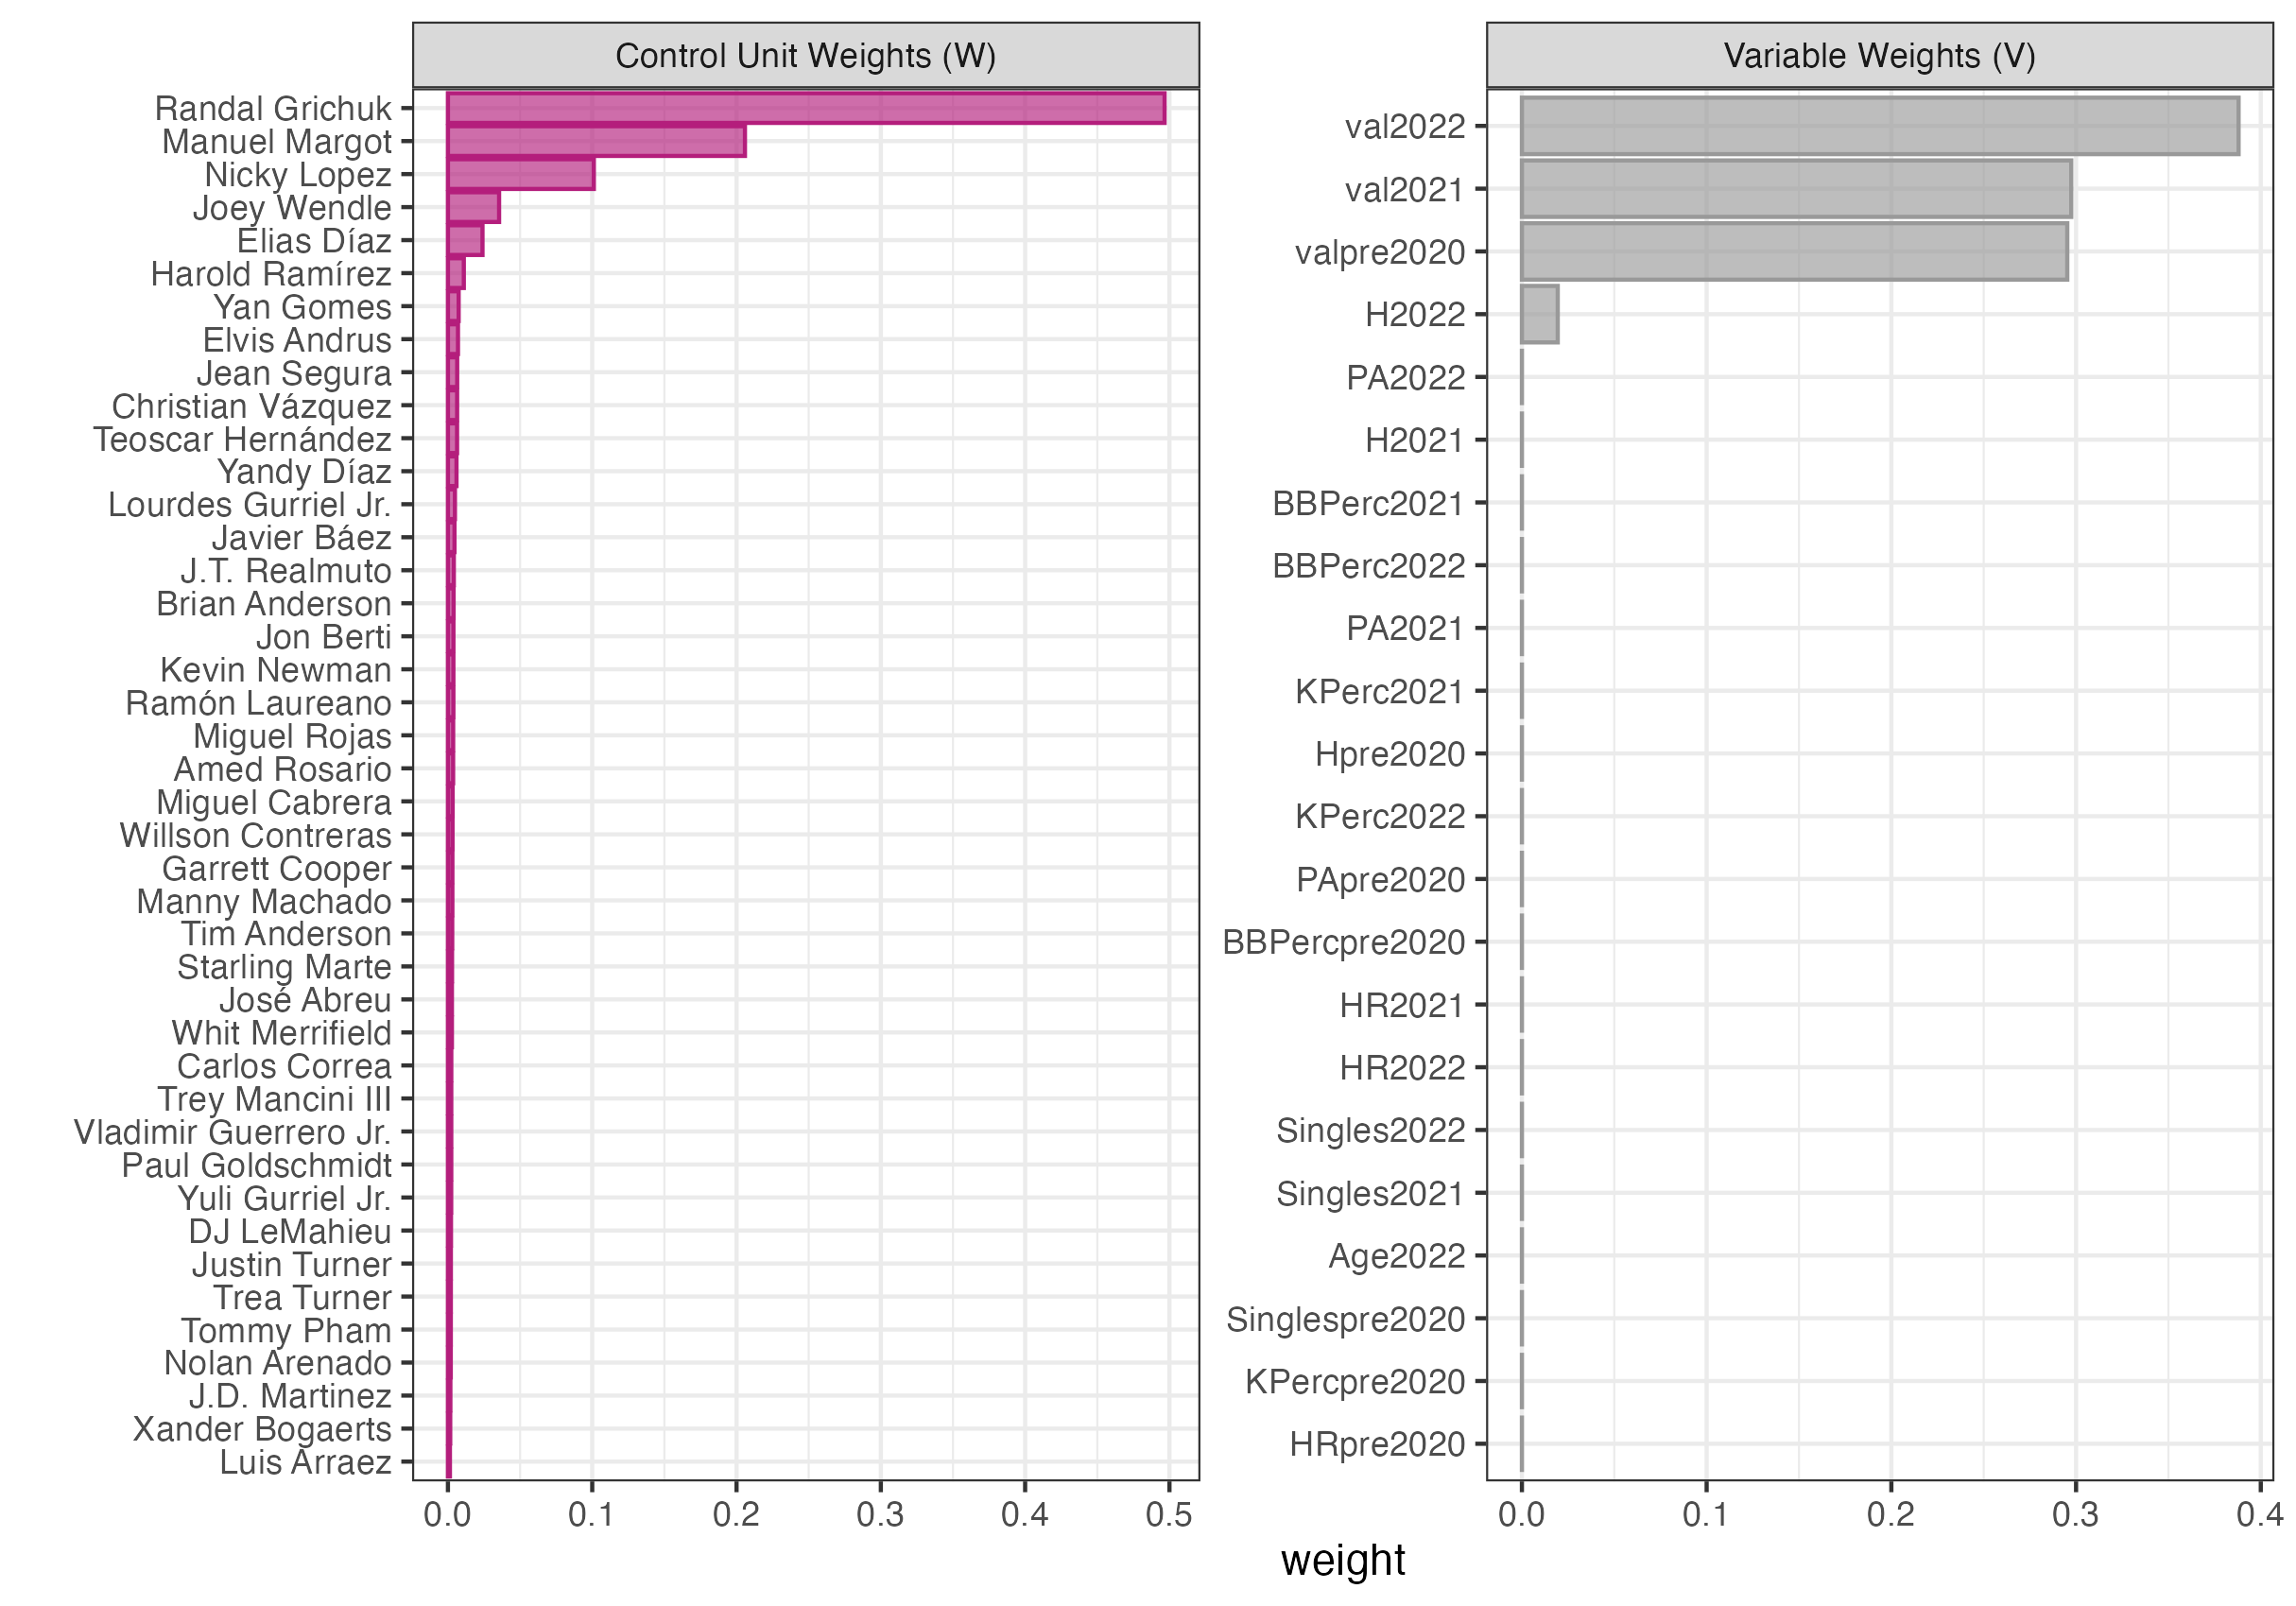 Control Unit Weights (W)
Randal Grichuk
Manuel Margot
Nicky Lopez
Joey Wendle
Elias Díaz
Harold Ramírez
Yan Gomes
Elvis Andrus
Jean Segura
Christian Vázquez
Teoscar Hernández
Yandy Díaz
Lourdes Gurriel Jr.
Javier Báez
J.T. Realmuto
Brian Anderson
Jon Berti
Kevin Newman
Ramón Laureano
Miguel Rojas
Amed Rosario
Miguel Cabrera
Willson Contreras
Garrett Cooper
Manny Machado
Tim Anderson
Starling Marte
José Abreu
Whit Merrifield
Carlos Correa
Trey Mancini III
Vladimir Guerrero Jr.
Paul Goldschmidt
Yuli Gurriel Jr.
DJ LeMahieu
Justin Turner
Trea Turner
Tommy Pham
Nolan Arenado
J.D. Martinez
Xander Bogaerts
Luis Arraez
0.0 0.1 0.2 0.3 0.4 0.5
Variable Weights (V)
val2022
val2021
valpre2020
H2022
PA2022
H2021
BBPerc2021
BBPerc2022
PA2021
KPerc2021
Hpre2020
KPerc2022
PApre2020
BBPercpre2020
HR2021
HR2022
Singles2022
Singles2021
Age2022
Singlespre2020
KPercpre2020
HRpre2020
0.0 0.1 0.2 0.3 0.4
weight